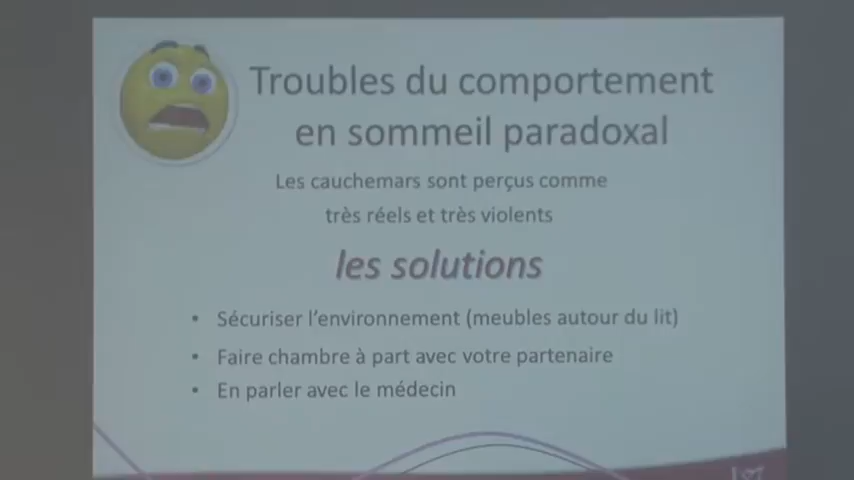 Troubles du comportement
en sommeil paradoxal
Les cauchemars sont perçus comme
très réels et très violents
les solutions
• Sécuriser l'environnement (meubles autour du lit)
• Faire chambre à part avec votre partenaire
• En parler avec le médecin